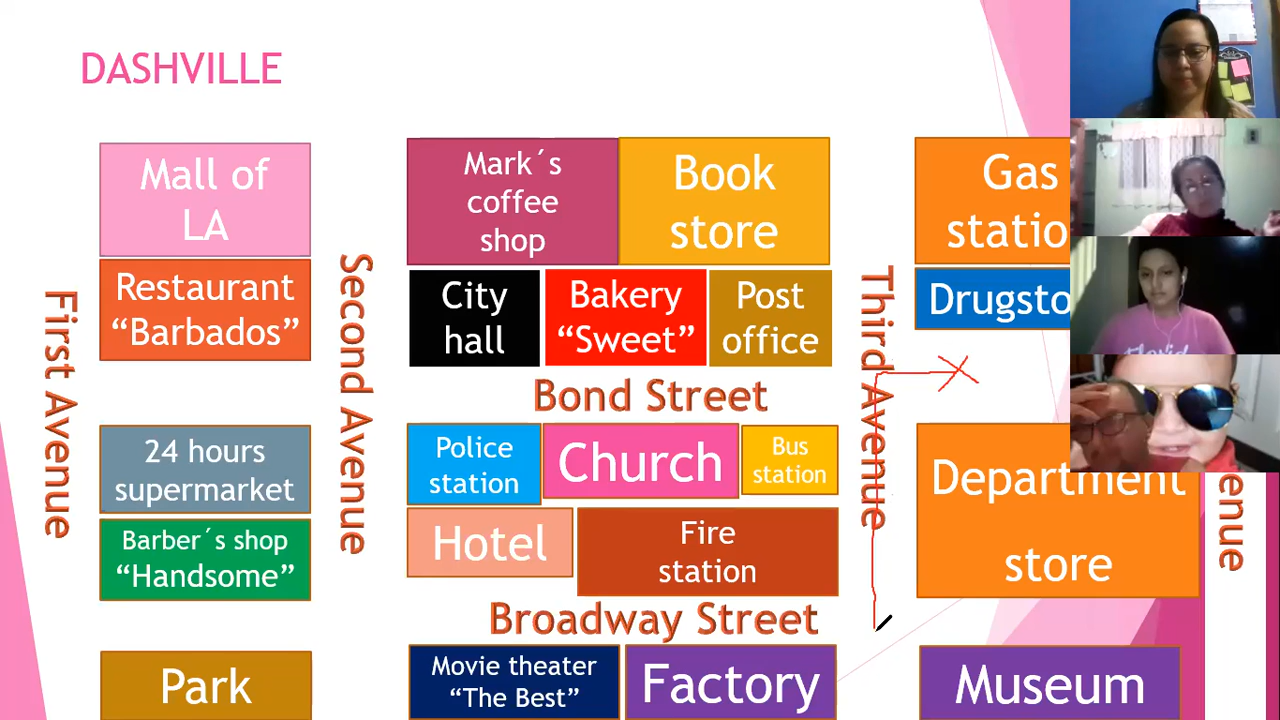 DASHVILLE
Mall of
LA
Restaurant
“Barbados”
First Avenue
Second Avenue
Mark´s
coffee
shop
Book
store
City
hall
Bakery
“Sweet”
Post
office
Third Avenue
Gas
statio
Drugsto
Bond Street
24 hours
supermarket
Barber´s shop
“Handsome”
Police
station
Church
Bus
station
Hotel
Fire
station
Department
store
enue
Broadway Street
Park
Movie theater
“The Best”
Factory
Museum